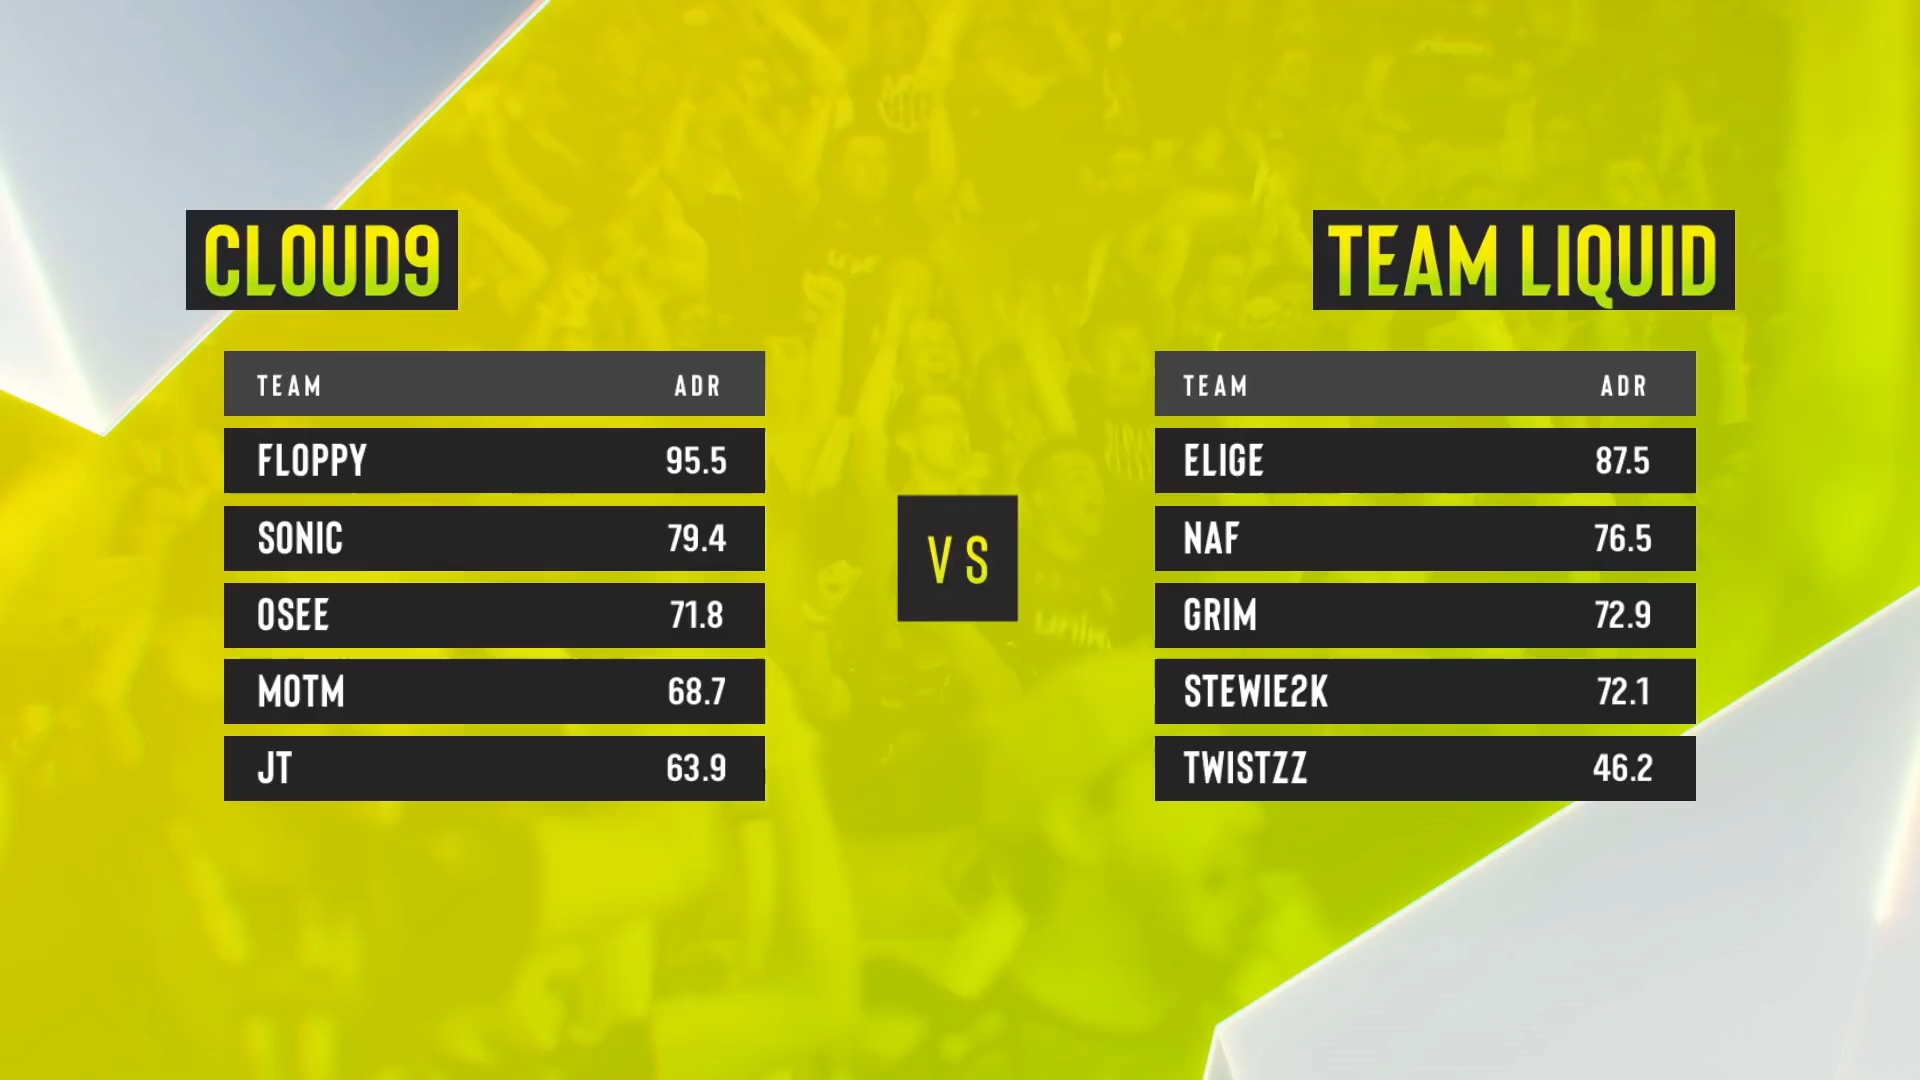 CLOUD9
TEAM ADR
FLOPPY 95.5
SONIC 79.4
OSEE 71.8
MOTM 68.7
JT 63.9
VS
TEAM LIQUID
TEAM ADR
ELIGE 87.5
NAF 76.5
GRIM 72.9
STEWIE2K 72.1
TWISTZZ 46.2